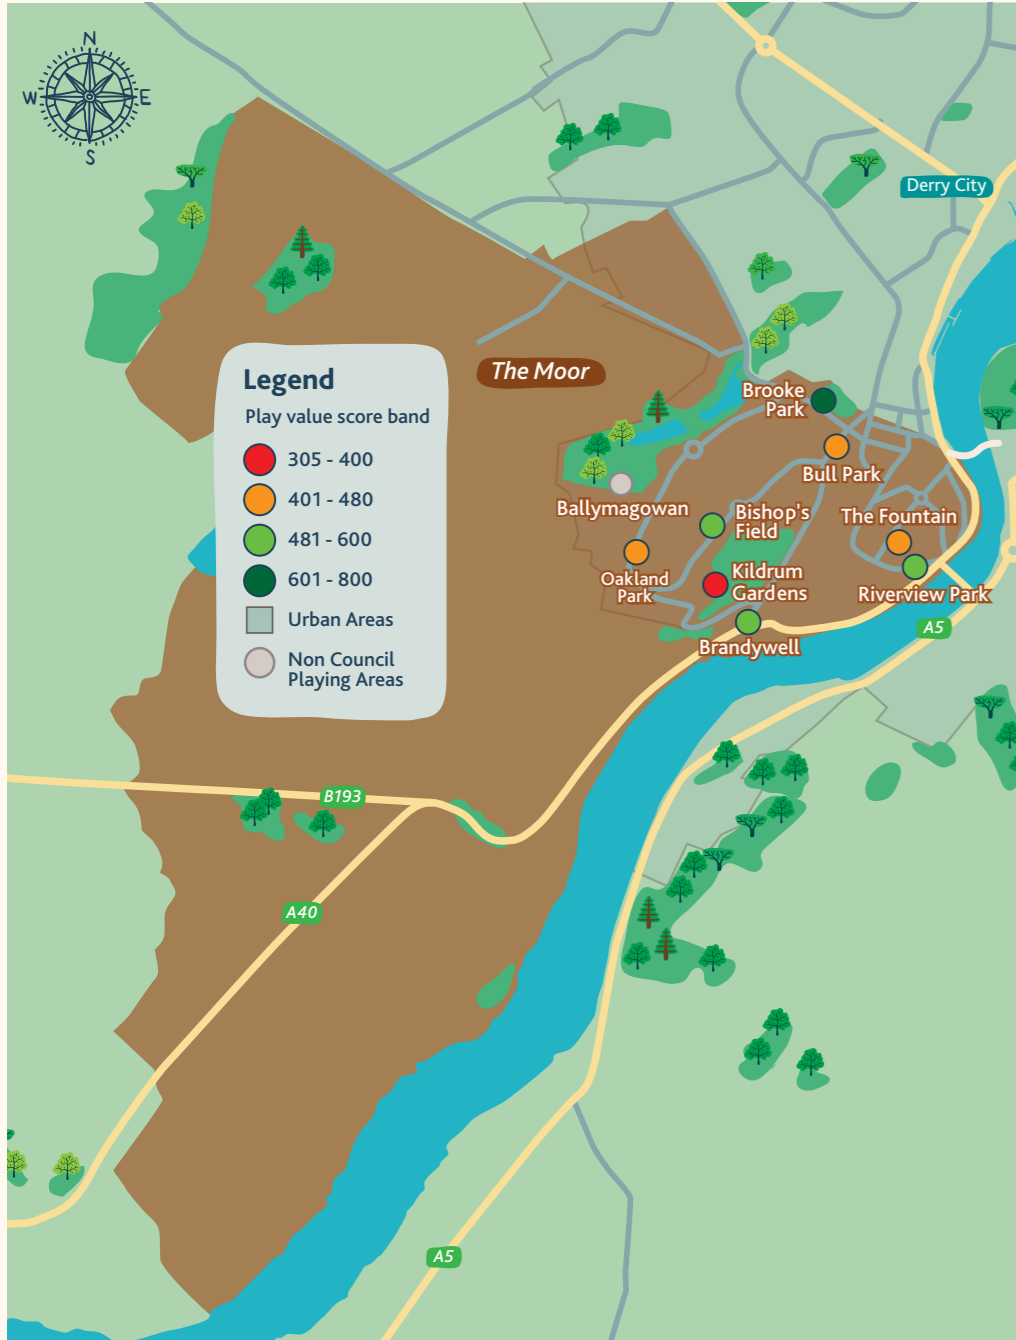 N
W
E
S
Derry City
The Moor
Legend
Play value score band
305 - 400
401 - 480
481 - 600
601 - 800
Urban Areas
Non Council
Playing Areas
Brooke
Park
Bull Park
Ballymagowan
Bishop's
Field
The Fountain
Oakland
Park
Kildrum
Gardens
Riverview Park
Brandywell
A5
B193
A40
A5